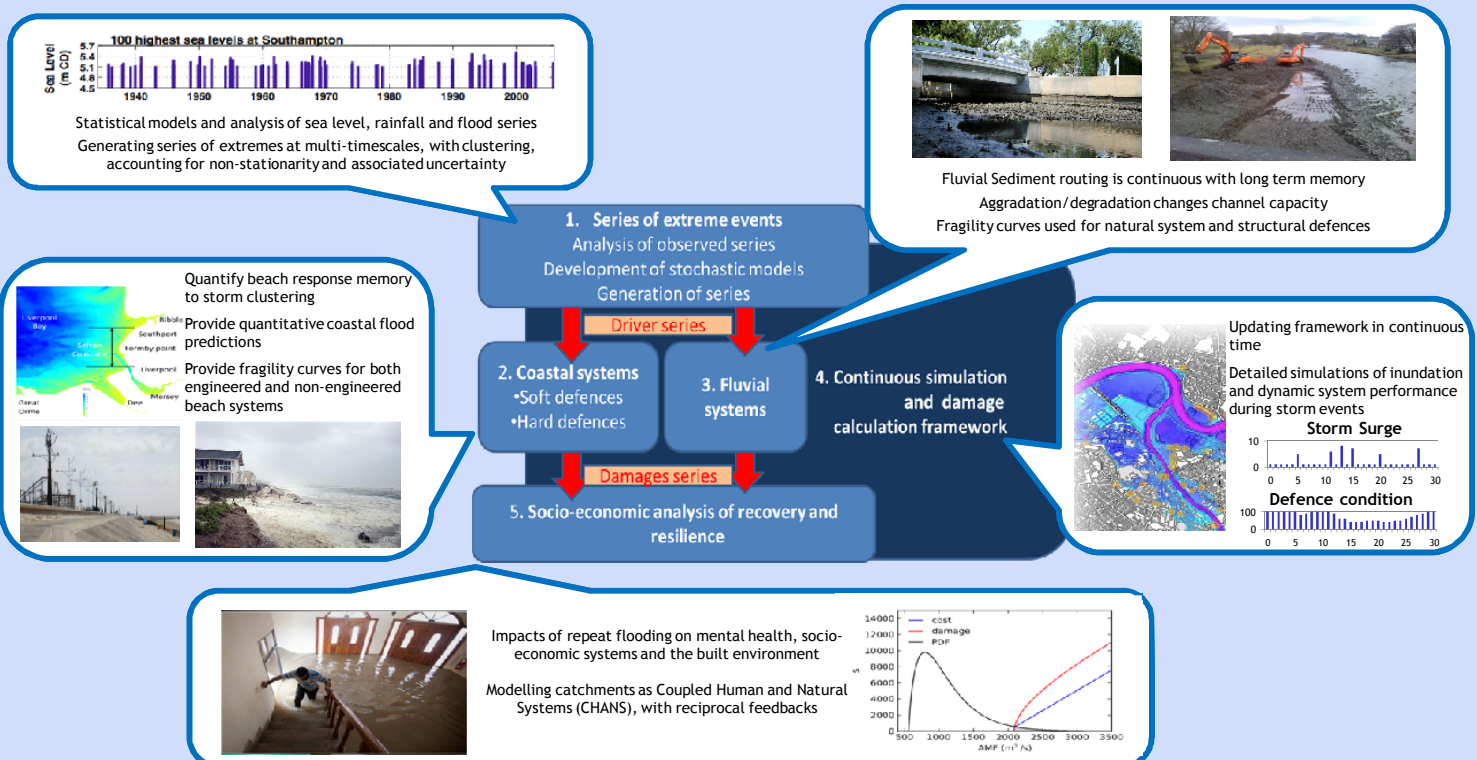 100 highest sea levels at Southampton
Sea Level
(m CD)
5.7
5.4
5.1
4.8
4.5
1940 1950 1960 1970 1980 1990 2000
Statistical models and analysis of sea level, rainfall and flood series
Generating series of extremes at multi-timescales, with clustering,
accounting for non-stationarity and associated uncertainty
Fluvial Sediment routing is continuous with long term memory
Aggradation/degradation changes channel capacity
Fragility curves used for natural system and structural defences
1. Series of extreme events
Analysis of observed series
Development of stochastic models
Generation of series
Driver series
2. Coastal systems
•Soft defences
•Hard defences
3. Fluvial
systems
4. Continuous simulation
and damage
calculation framework
Damages series
5. Socio-economic analysis of recovery and
resilience
Quantify beach response memory
to storm clustering
Provide quantitative coastal flood
predictions
Provide fragility curves for both
engineered and non-engineered
beach systems
Liverpool
Bay
Ribble
Southport
Sefton
Coast
Formby point
Liverpool
Mersey
Dee
Great
Orme
Updating framework in continuous
time
Detailed simulations of inundation
and dynamic system performance
during storm events
Storm Surge
10
0
0 5 10 15 20 25 30
Defence condition
100
0
0 5 10 15 20 25 30
Impacts of repeat flooding on mental health, socio-
economic systems and the built environment
Modelling catchments as Coupled Human and Natural
Systems (CHANS), with reciprocal feedbacks
cost
damage
PDF
$
14000
12000
10000
8000
6000
4000
2000
0
500 1000 1500 2000 2500 3000 3500
AMF (m³/s)